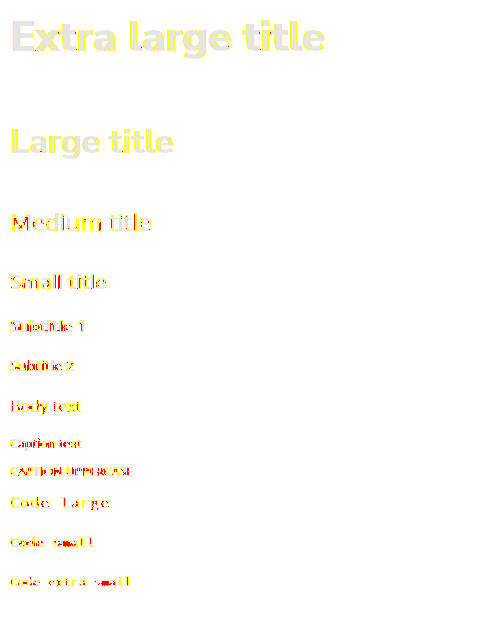 Extra large title
Large title
Medium title
Small title
Subtitle 1
Subtitle 2
Body text
Caption text
CAPTION UPPERCASE
Code large
Code small
Code extra small